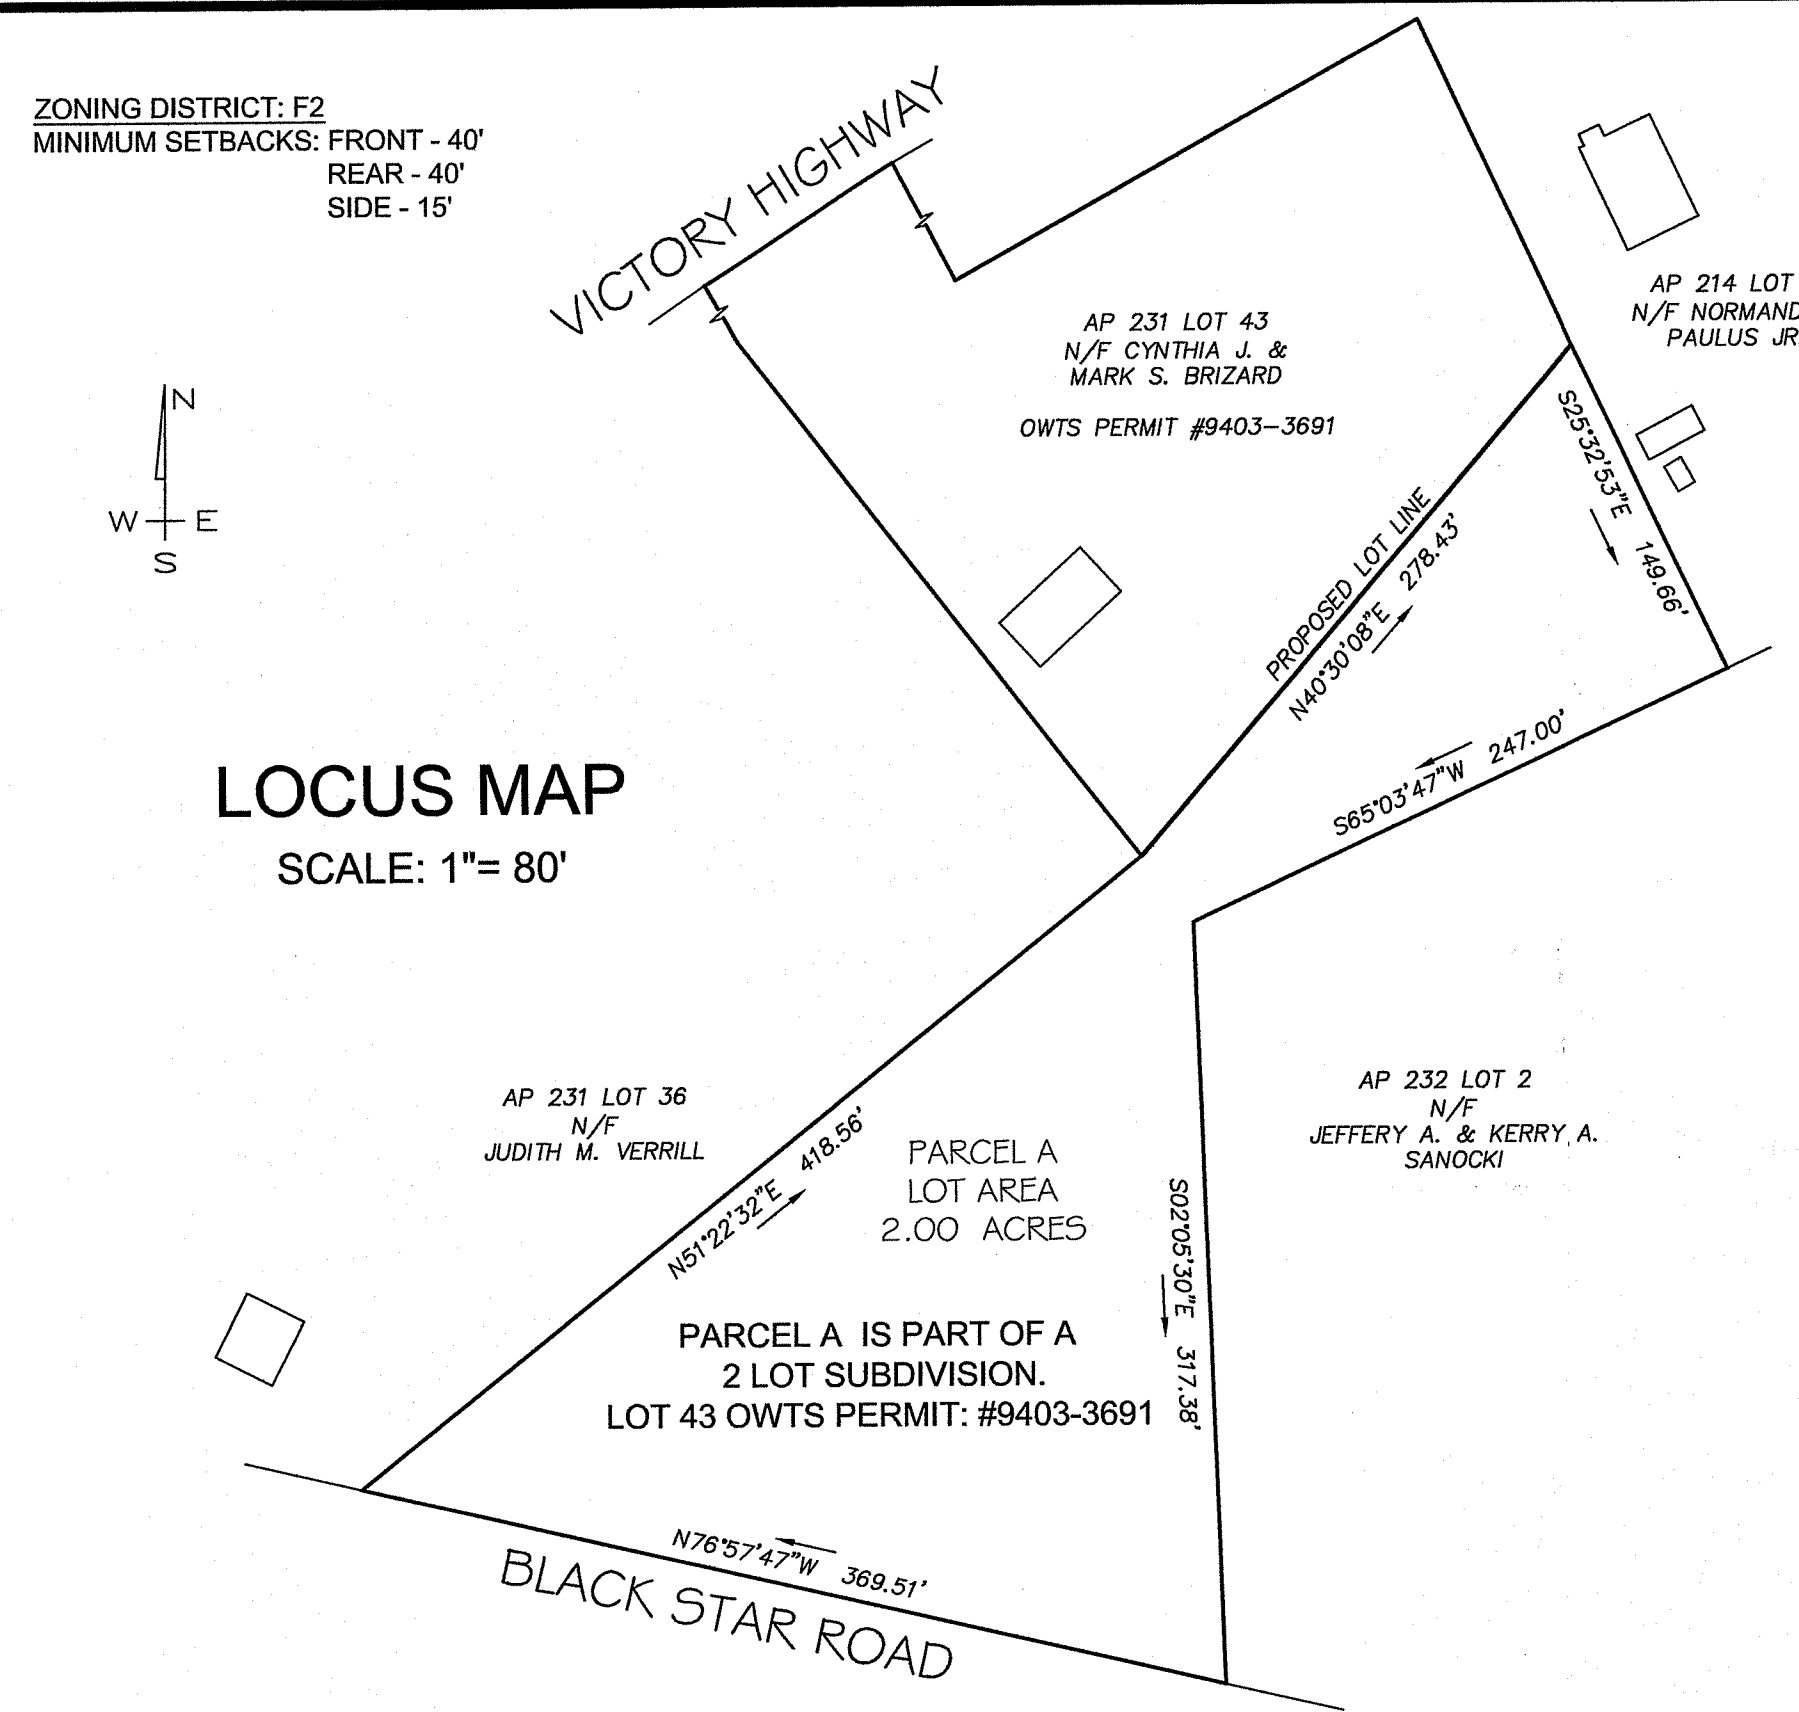 ZONING DISTRICT: F2
MINIMUM SETBACKS: FRONT - 40'
REAR - 40'
SIDE - 15'
VICTORY HIGHWAY
AP 214 LOT
N/F NORMAND
PAULUS JR.
AP 231 LOT 43
N/F CYNTHIA J. &
MARK S. BRIZARD
OWTS PERMIT #9403-3691
N
W E
S
S25°32'53"E 149.66'
PROPOSED LOT LINE
N40°30'08"E 278.43'
S65°03'47"W 247.00'
LOCUS MAP
SCALE: 1"= 80'
AP 231 LOT 36
N/F
JUDITH M. VERRILL
N51°22'32"E 418.56'
PARCEL A
LOT AREA
2.00 ACRES
S02°05'30"E 317.38'
AP 232 LOT 2
N/F
JEFFERY A. & KERRY A.
SANOCKI
PARCEL A IS PART OF A
2 LOT SUBDIVISION.
LOT 43 OWTS PERMIT: #9403-3691
N76°57'47"W 369.51'
BLACK STAR ROAD